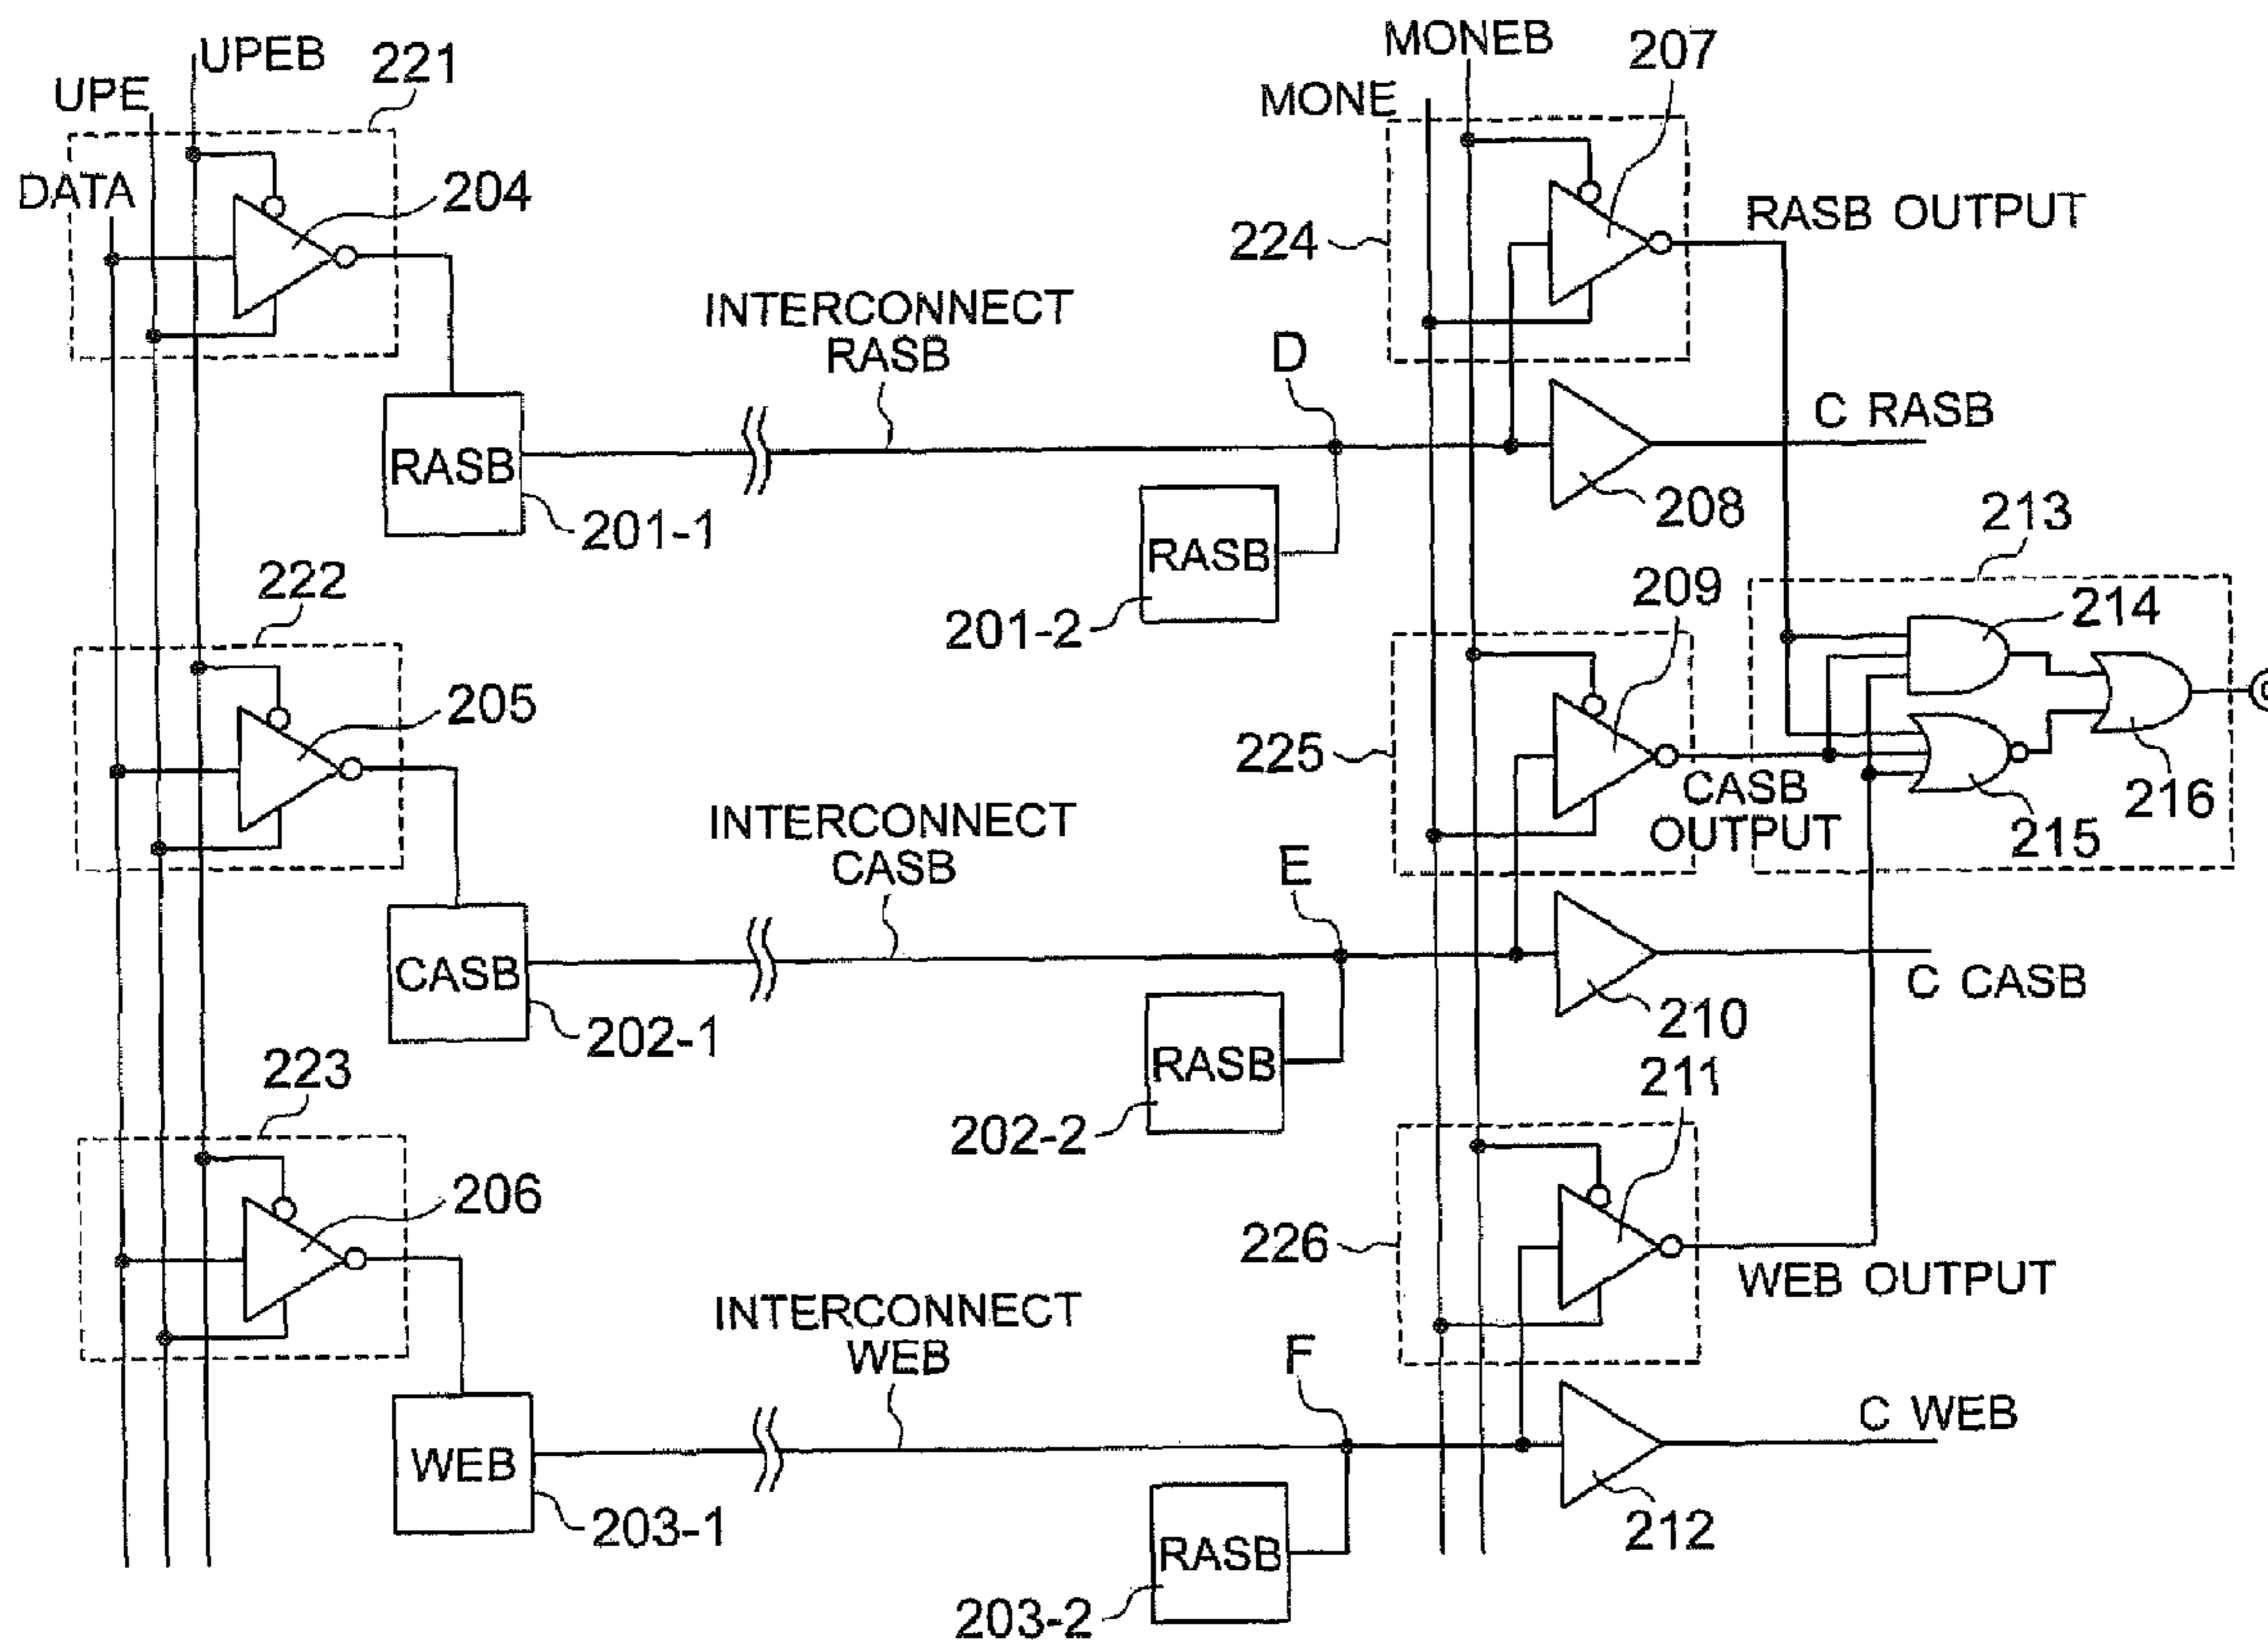 UPEB
221
UPE
DATA
204
MONEB
207
MONE
224
RASB OUTPUT
INTERCONNECT
RASB
D
RASB
201-1
C RASB
208
RASB
201-2
213
222
205
209
214
225
CASB
OUTPUT
216
215
INTERCONNECT
CASB
E
CASB
202-1
C CASB
210
RASB
202-2
223
206
211
226
WEB OUTPUT
INTERCONNECT
WEB
F
WEB
203-1
C WEB
212
RASB
203-2